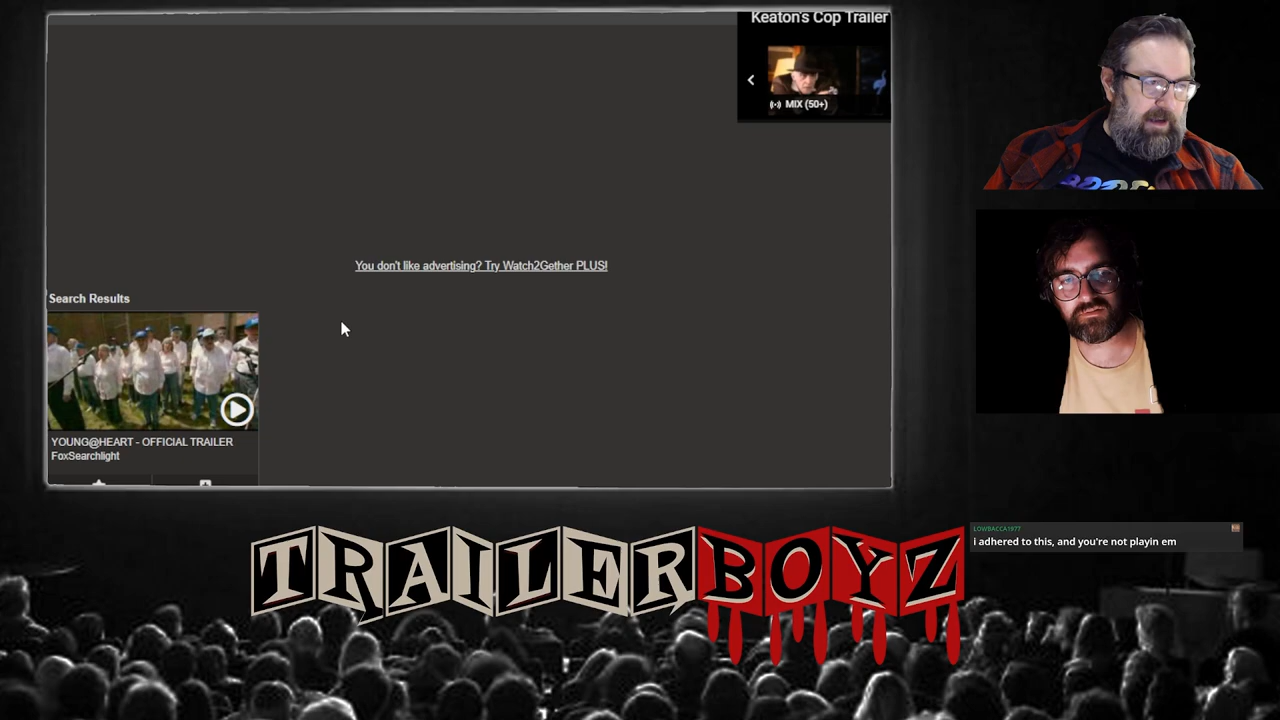 Keaton's Cop Trailer
MIX (50+)
You don't like advertising? Try Watch2Gether PLUS!
Search Results
YOUNG@HEART - OFFICIAL TRAILER
FoxSearchlight
TRAILERBOYZ
LOWBACCA1977
i adhered to this, and you're not playin em